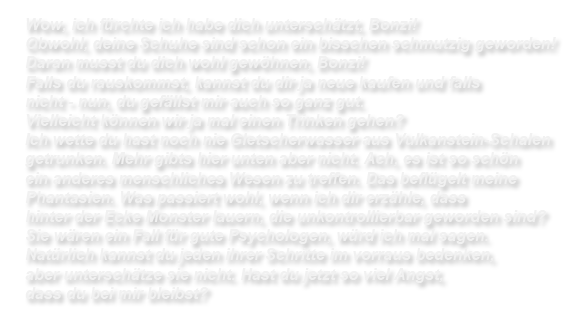 Wow. Ich fürchte ich habe dich unterschätzt, Bonzi!
Obwohl, deine Schuhe sind schon ein bisschen schmutzig geworden!
Daran musst du dich wohl gewöhnen, Bonzi!
Falls du rauskommst, kannst du dir ja neue kaufen und falls
nicht - nun, du gefällst mir auch so ganz gut.
Vielleicht können wir ja mal einen Trinken gehen?
Ich wette du hast noch nie Gletscherwasser aus Vulkanstein-Schalen
getrunken. Mehr gibts hier unten aber nicht. Ach, es ist so schön
ein anderes menschliches Wesen zu treffen. Das beflügelt meine
Phantasien. Was passiert wohl, wenn ich dir erzähle, dass
hinter der Ecke Monster lauern, die unkontrollierbar geworden sind?
Sie wären ein Fall für gute Psychologen, würd ich mal sagen.
Natürlich kannst du jeden ihrer Schritte im vorraus bedenken,
aber unterschätze sie nicht. Hast du jetzt so viel Angst,
dass du bei mir bleibst?